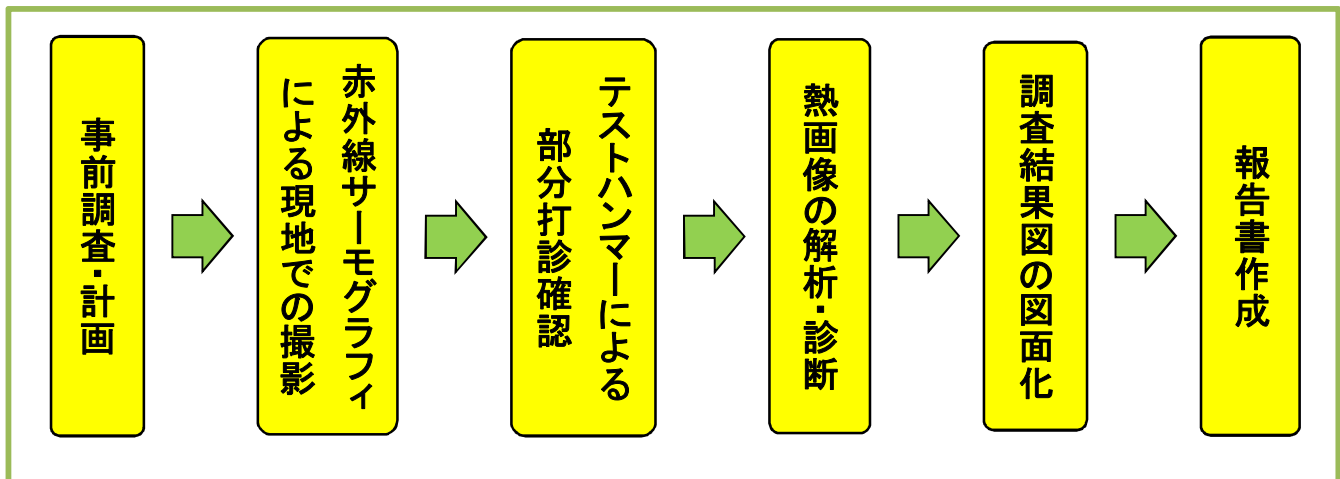 事前調査・計画
赤外線サーモグラフィ
による現地での撮影
テストハンマーによる
部分打診確認
熱画像の解析・診断
調査結果図の図面化
報告書作成